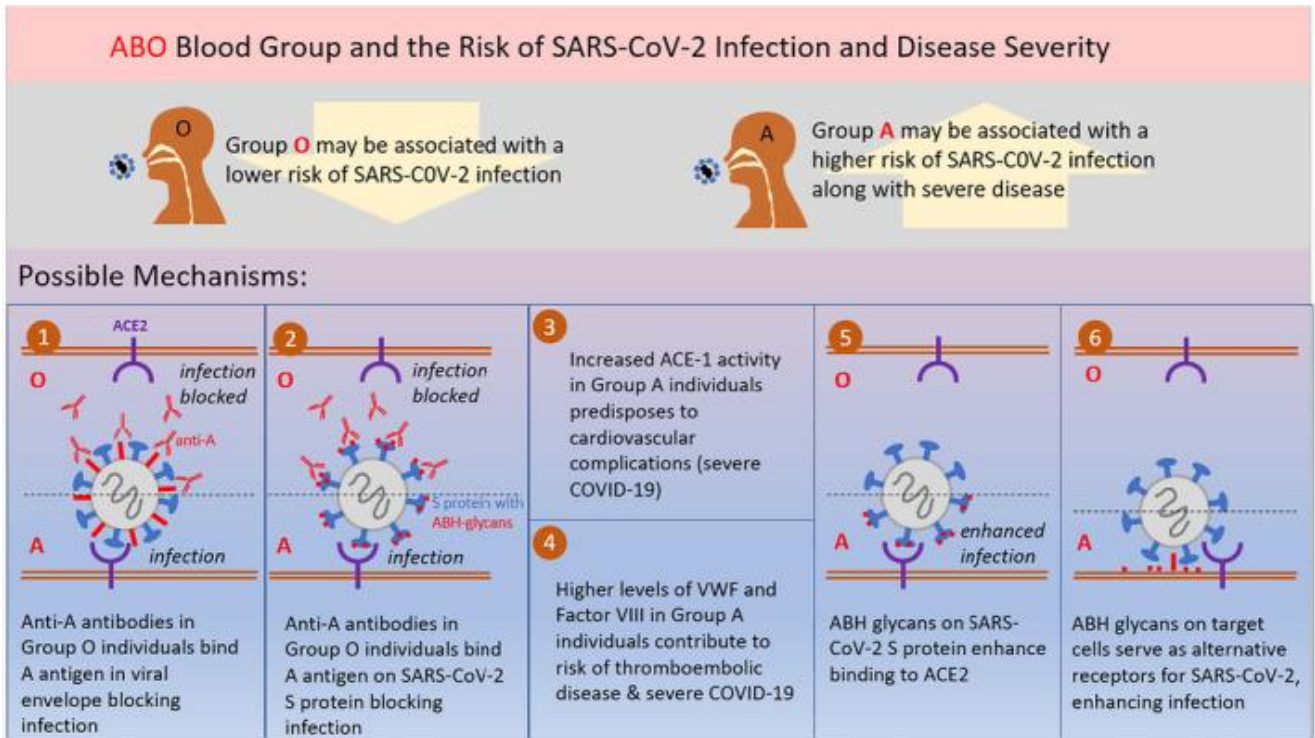 ABO Blood Group and the Risk of SARS-CoV-2 Infection and Disease Severity
O
Group O may be associated with a
lower risk of SARS-C0V-2 infection
A
Group A may be associated with a
higher risk of SARS-C0V-2 infection
along with severe disease
Possible Mechanisms:
1
ACE2
O
infection
blocked
anti-A
A
infection
Anti-A antibodies in
Group O individuals bind
A antigen in viral
envelope blocking
infection
2
O
infection
blocked
S protein with
ABH-glycans
A
infection
Anti-A antibodies in
Group O individuals bind
A antigen on SARS-CoV-2
S protein blocking
infection
3
Increased ACE-1 activity
in Group A individuals
predisposes to
cardiovascular
complications (severe
COVID-19)
4
Higher levels of VWF and
Factor VIII in Group A
individuals contribute to
risk of thromboembolic
disease & severe COVID-19
5
O
A
enhanced
infection
ABH glycans on SARS-
CoV-2 S protein enhance
binding to ACE2
6
O
A
ABH glycans on target
cells serve as alternative
receptors for SARS-CoV-2,
enhancing infection